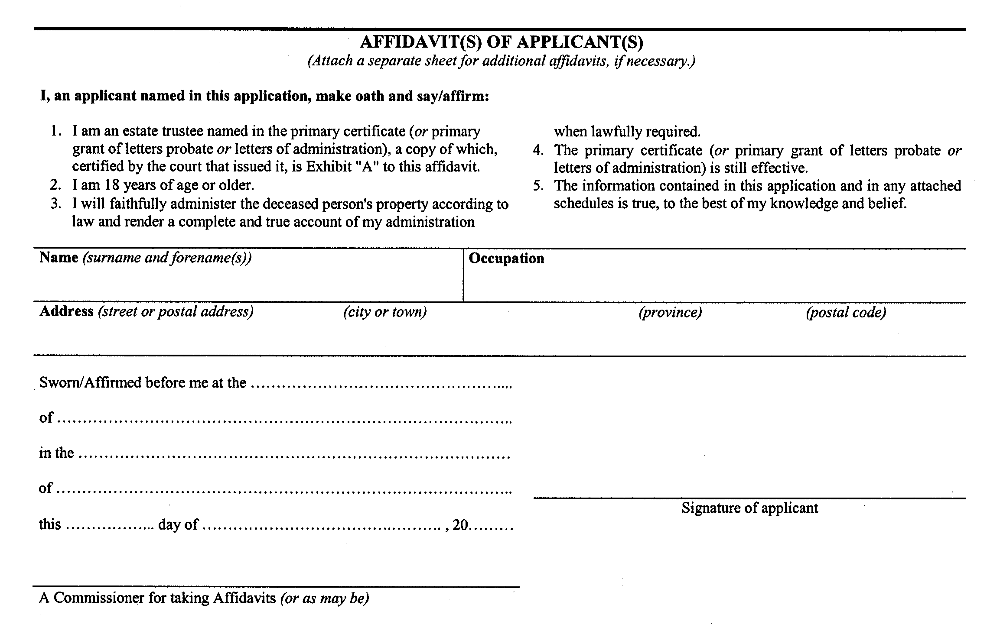 AFFIDAVIT(S) OF APPLICANT(S)
(Attach a separate sheet for additional affidavits, if necessary.)
I, an applicant named in this application, make oath and say/affirm:
1. I am an estate trustee named in the primary certificate (or primary
grant of letters probate or letters of administration), a copy of which,
certified by the court that issued it, is Exhibit "A" to this affidavit.
2. I am 18 years of age or older.
3. I will faithfully administer the deceased person's property according to
law and render a complete and true account of my administration
when lawfully required.
4. The primary certificate (or primary grant of letters probate or
letters of administration) is still effective.
5. The information contained in this application and in any attached
schedules is true, to the best of my knowledge and belief.
Name (surname and forename(s)) Occupation
Address (street or postal address) (city or town) (province) (postal code)
Sworn/Affirmed before me at the ....................................................
of ..........................................................................................
in the .....................................................................................
of ..........................................................................................
Signature of applicant
this .................. day of ................................................ , 20.........
A Commissioner for taking Affidavits (or as may be)